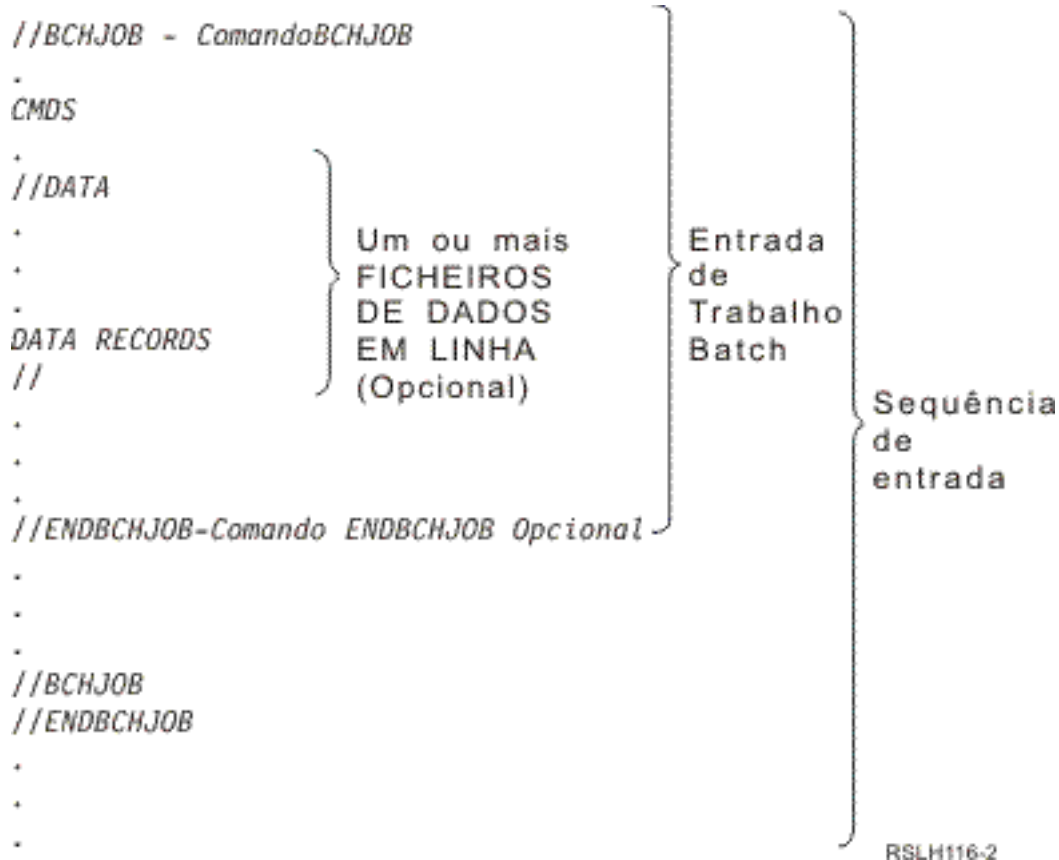 //BCHJOB - ComandoBCHJOB
.
CMDS
.
//DATA
.
.
.
DATA RECORDS
//
.
.
.
//ENDBCHJOB-Comando ENDBCHJOB Opcional
.
.
.
//BCHJOB
//ENDBCHJOB
.
.
.
Um ou mais
FICHEIROS
DE DADOS
EM LINHA
(Opcional)
Entrada
de
Trabalho
Batch
Sequência
de
entrada
RSLH116-2